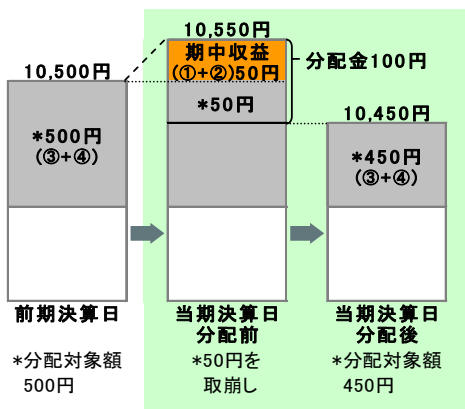 10,550円
期中収益
(①+②)50円
分配金100円
10,500円
*50円
10,450円
*500円
(③+④)
*450円
(③+④)
前期決算日
当期決算日
分配前
当期決算日
分配後
*分配対象額
500円
*50円を
取崩し
*分配対象額
450円